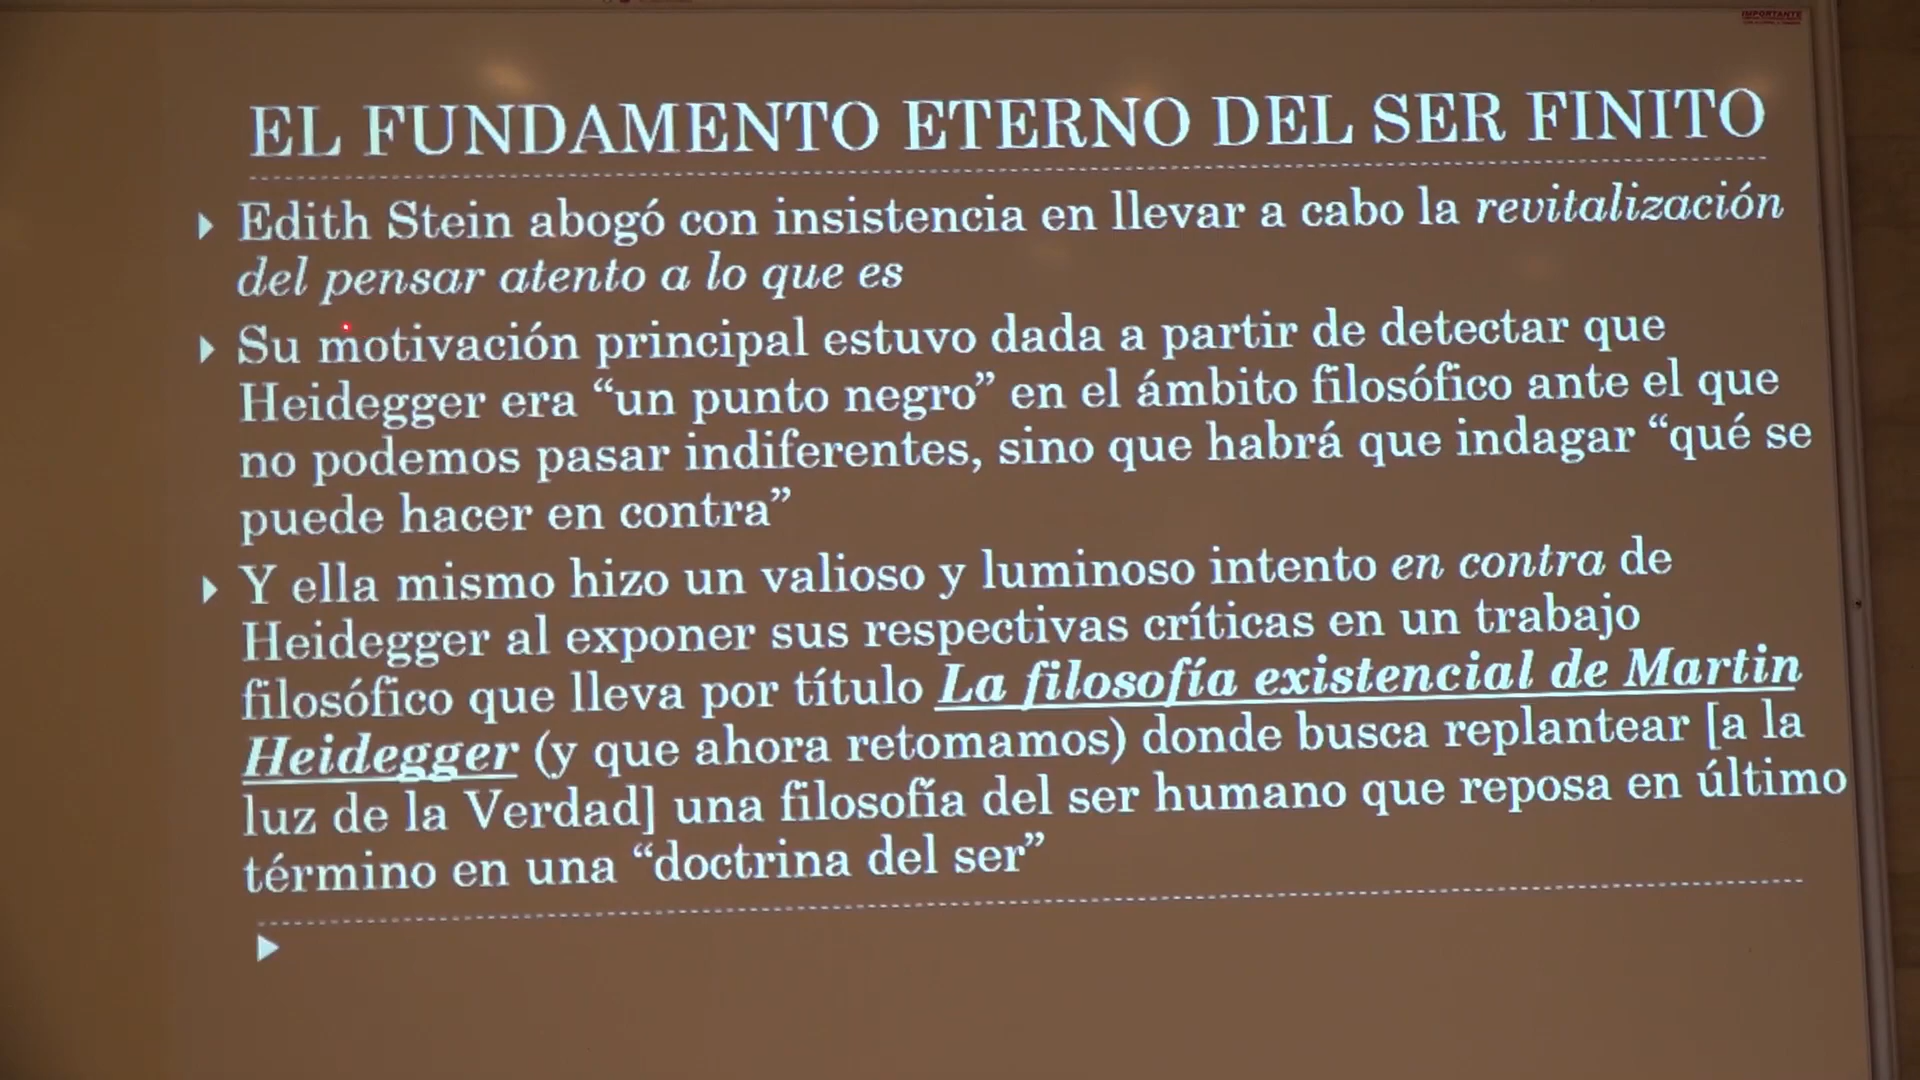 IMPORTANTE
EL FUNDAMENTO ETERNO DEL SER FINITO
Edith Stein abogó con insistencia en llevar a cabo la revitalización
del pensar atento a lo que es
Su motivación principal estuvo dada a partir de detectar que
Heidegger era “un punto negro” en el ámbito filosófico ante el que
no podemos pasar indiferentes, sino que habrá que indagar “qué se
puede hacer en contra”
Y ella mismo hizo un valioso y luminoso intento en contra de
Heidegger al exponer sus respectivas críticas en un trabajo
filosófico que lleva por título La filosofía existencial de Martin
Heidegger (y que ahora retomamos) donde busca replantear [a la
luz de la Verdad] una filosofía del ser humano que reposa en último
término en una “doctrina del ser”